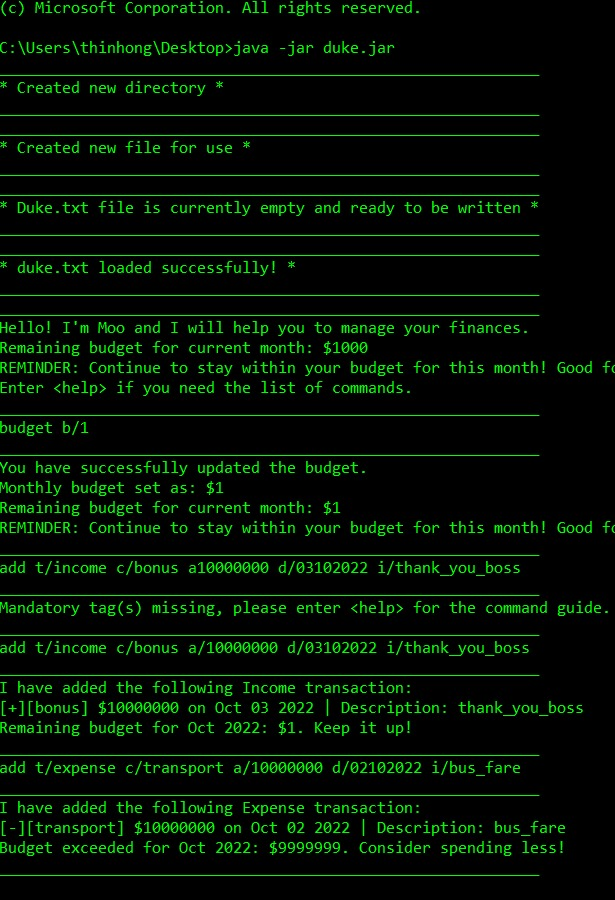 (c) Microsoft Corporation. All rights reserved.
C:\Users\thinhong\Desktop>java -jar duke.jar
* Created new directory *
* Created new file for use *
* Duke.txt file is currently empty and ready to be written *
* duke.txt loaded successfully! *
Hello! I'm Moo and I will help you to manage your finances.
Remaining budget for current month: $1000
REMINDER: Continue to stay within your budget for this month! Good
Enter <help> if you need the list of commands.
budget b/1
You have successfully updated the budget.
Monthly budget set as: $1
Remaining budget for current month: $1
REMINDER: Continue to stay within your budget for this month! Good
add t/income c/bonus a10000000 d/03102022 i/thank_you_boss
Mandatory tag(s) missing, please enter <help> for the command guide.
add t/income c/bonus a/10000000 d/03102022 i/thank_you_boss
I have added the following Income transaction:
[+][bonus] $10000000 on Oct 03 2022 | Description: thank_you_boss
Remaining budget for Oct 2022: $1. Keep it up!
add t/expense c/transport a/10000000 d/02102022 i/bus_fare
I have added the following Expense transaction:
[-][transport] $10000000 on Oct 02 2022 | Description: bus_fare
Budget exceeded for Oct 2022: $9999999. Consider spending less!